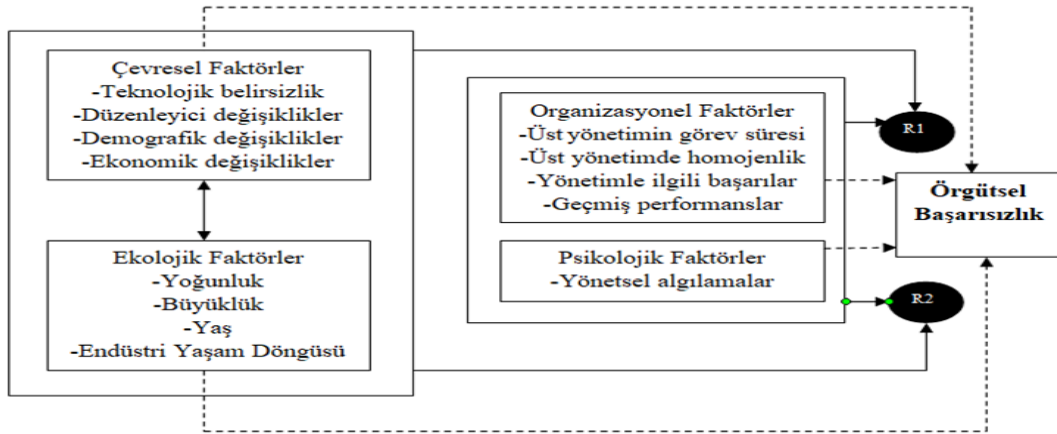 Çevresel Faktörler
-Teknolojik belirsizlik
-Düzenleyici değişiklikler
-Demografik değişiklikler
-Ekonomik değişiklikler
Ekolojik Faktörler
-Yoğunluk
-Büyüklük
-Yaş
-Endüstri Yaşam Döngüsü
Organizasyonel Faktörler
-Üst yönetimin görev süresi
-Üst yönetimde homojenlik
-Yönetimle ilgili başarılar
-Geçmiş performanslar
Psikolojik Faktörler
-Yönetsel algılamalar
R1
Örgütsel
Başarısızlık
R2